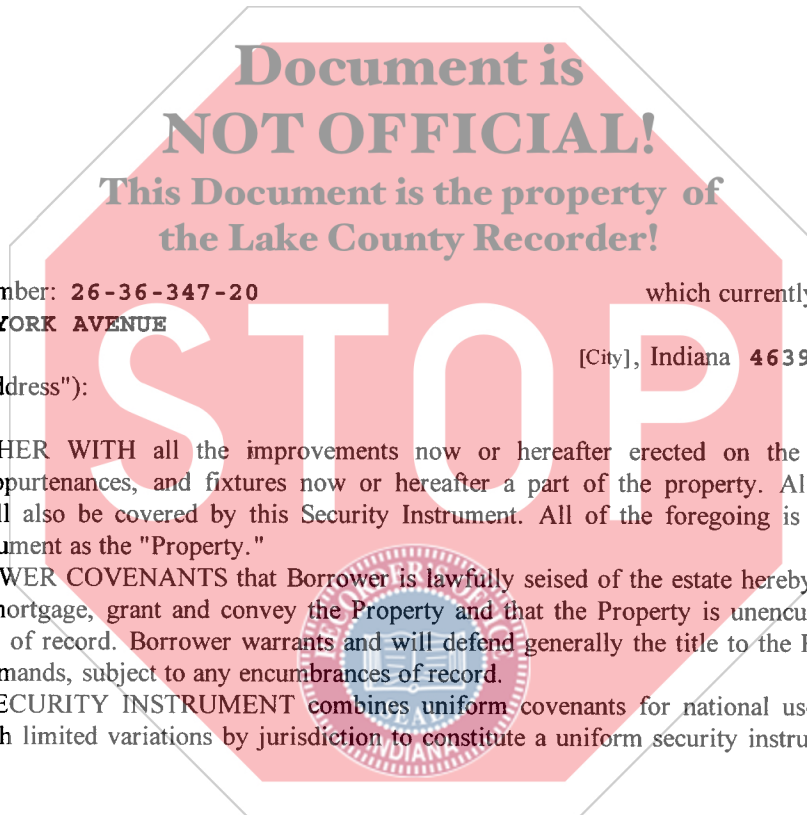 Document is
NOT OFFICIAL!
This Document is the property of
the Lake County Recorder!
mber: 26-36-347-20 which currently
YORK AVENUE
[City], Indiana 4639
ddress"):
STOP
HER WITH all the improvements now or hereafter erected on the
ppurtenances, and fixtures now or hereafter a part of the property. Al
ll also be covered by this Security Instrument. All of the foregoing is
ument as the "Property."
WER COVENANTS that Borrower is lawfully seised of the estate hereby
mortgage, grant and convey the Property and that the Property is unencu
of record. Borrower warrants and will defend generally the title to the
mands, subject to any encumbrances of record.
ECURITY INSTRUMENT combines uniform covenants for national us
h limited variations by jurisdiction to constitute a uniform security instru
SEAL
INDIANA